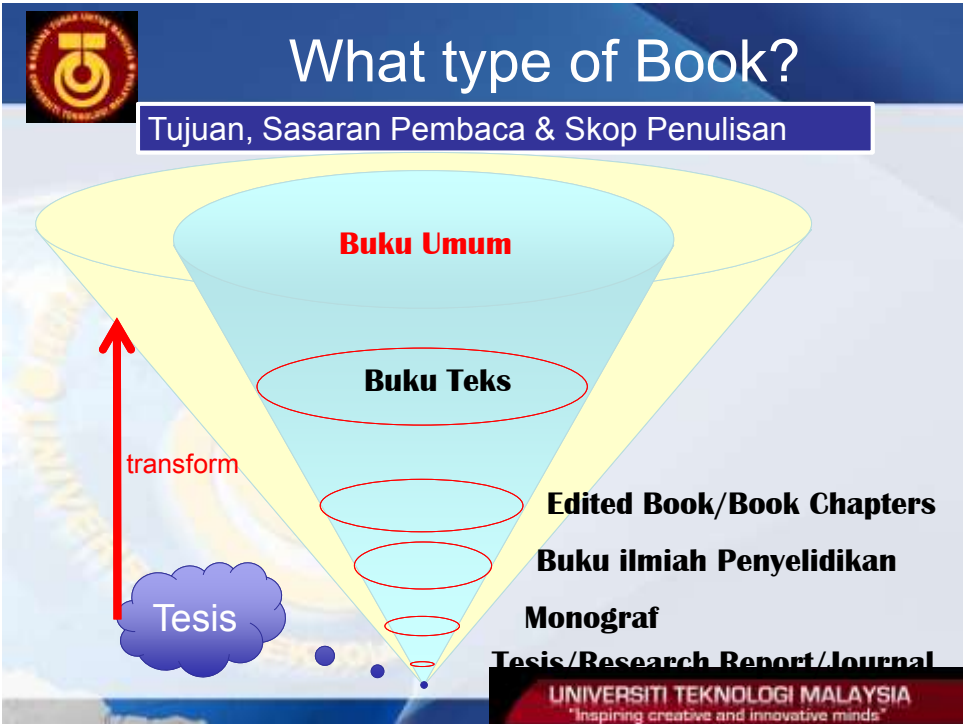 What type of Book?
Tujuan, Sasaran Pembaca & Skop Penulisan
Buku Umum
Buku Teks
transform
Edited Book/Book Chapters
Buku ilmiah Penyelidikan
Tesis
Monograf
Tesis/Research Report/Journal
UNIVERSITI TEKNOLOGI MALAYSIA
"Inspiring creative and innovative minds"